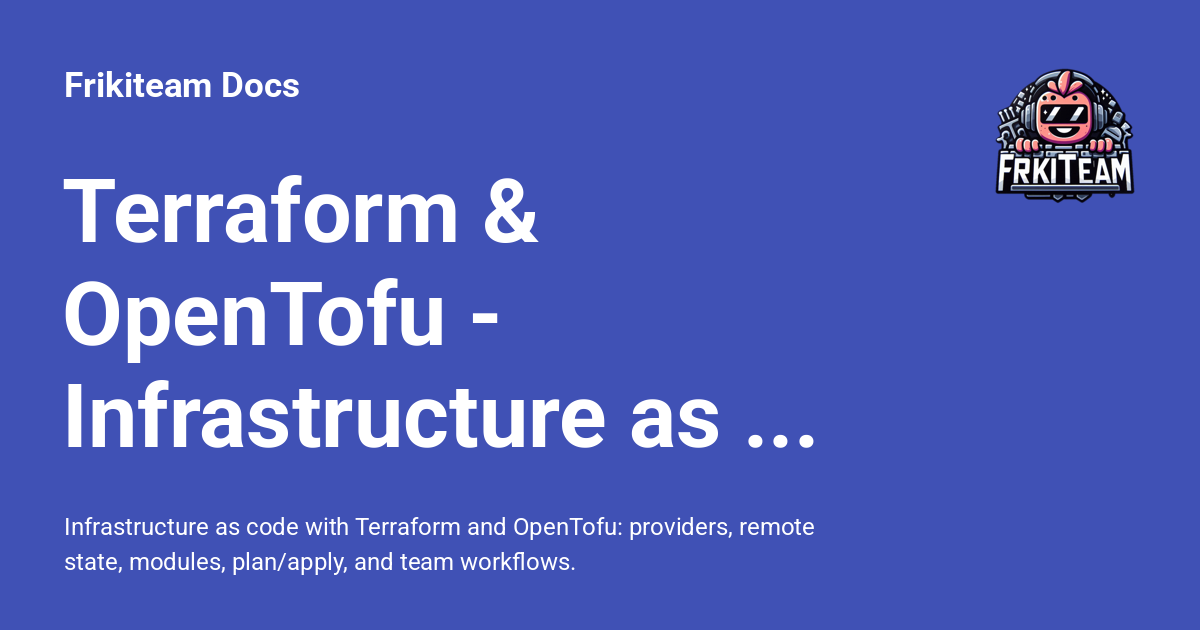 Frikiteam Docs
FRKITEAM
Terraform &
OpenTofu -
Infrastructure as ...
Infrastructure as code with Terraform and OpenTofu: providers, remote
state, modules, plan/apply, and team workflows.